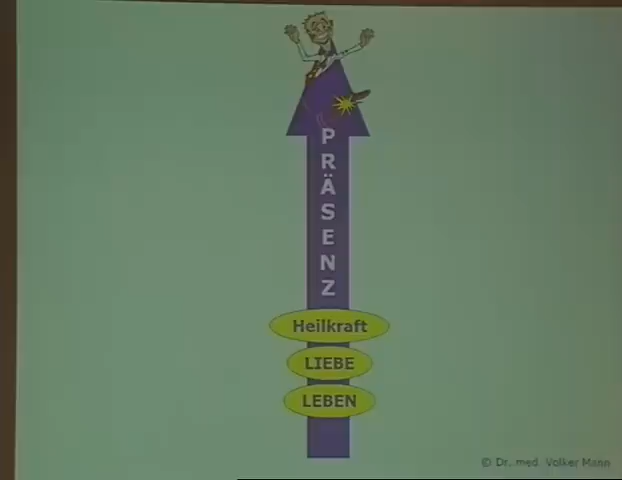 PRÄSENZ
Heilkraft
LIEBE
LEBEN
© Dr. med. Volker Mann